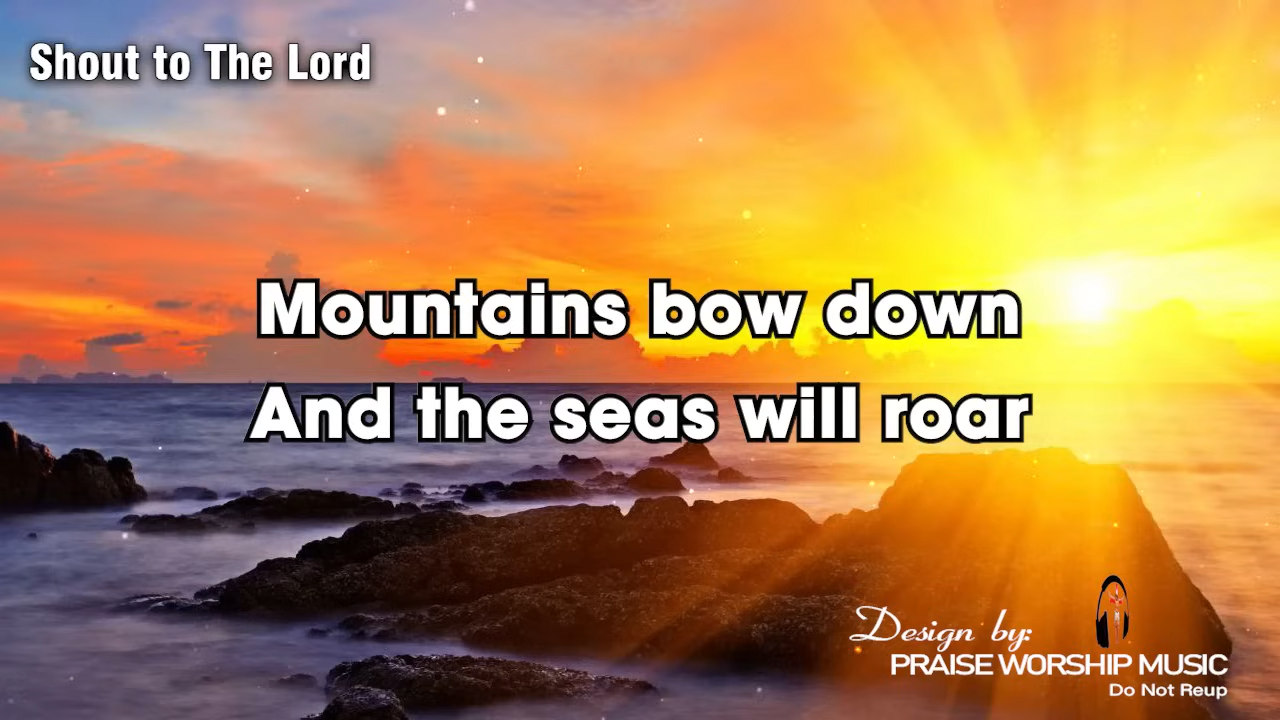 Shout to The Lord
Mountains bow down
And the seas will roar
Design by:
PRAISE WORSHIP MUSIC
Do Not Reup